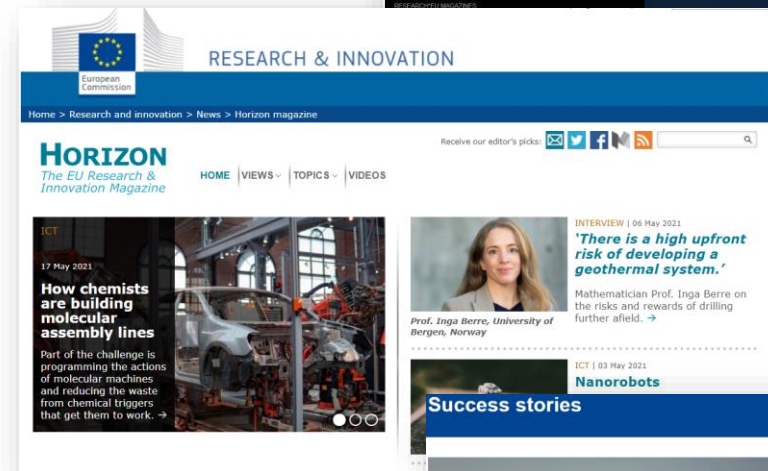 RESEARCH*EU MAGAZINES
European
Commission
RESEARCH & INNOVATION
Home > Research and innovation > News > Horizon magazine
Receive our editor's picks:
HORIZON
The EU Research &
Innovation Magazine
HOME VIEWS TOPICS VIDEOS
ICT
17 May 2021
How chemists
are building
molecular
assembly lines
Part of the challenge is
programming the actions
of molecular machines
and reducing the waste
from chemical triggers
that get them to work. →
INTERVIEW | 06 May 2021
'There is a high upfront
risk of developing a
geothermal system.'
Mathematician Prof. Inga Berre on
the risks and rewards of drilling
further afield. →
Prof. Inga Berre, University of
Bergen, Norway
ICT | 03 May 2021
Nanorobots
Success stories